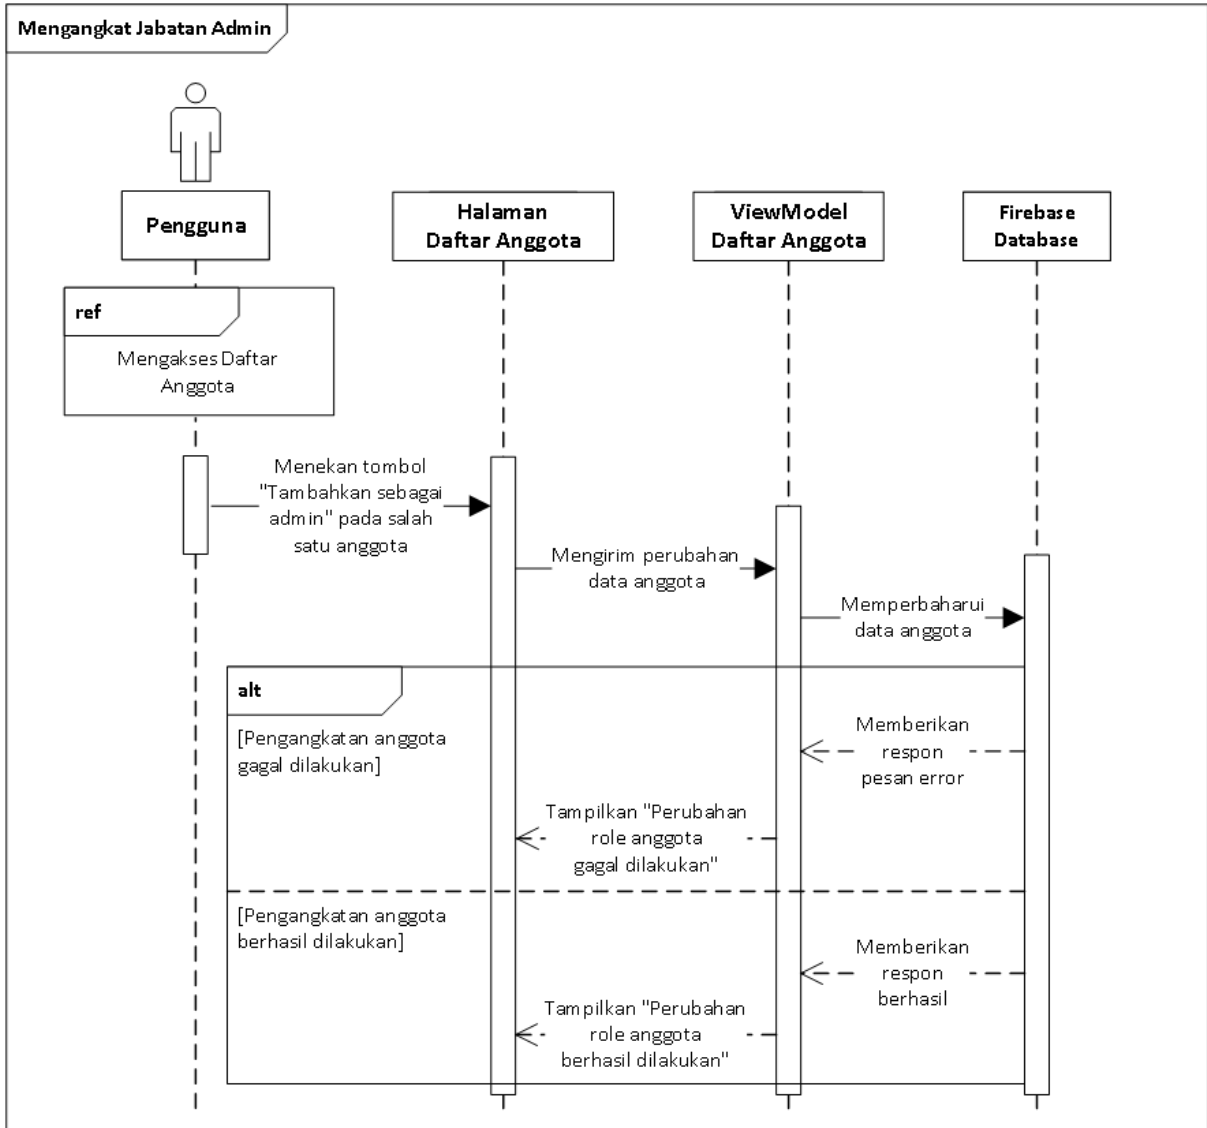 Mengangkat Jabatan Admin
Pengguna
Halaman
Daftar Anggota
ViewModel
Daftar Anggota
Firebase
Database
ref
Mengakses Daftar
Anggota
Menekan tombol
"Tambahkan sebagai
admin" pada salah
satu anggota
Mengirim perubahan
data anggota
Memperbaharui
data anggota
alt
[Pengangkatan anggota
gagal dilakukan]
Memberikan
respon
pesan error
Tampilkan "Perubahan
role anggota
gagal dilakukan"
[Pengangkatan anggota
berhasil dilakukan]
Memberikan
respon
berhasil
Tampilkan "Perubahan
role anggota
berhasil dilakukan"